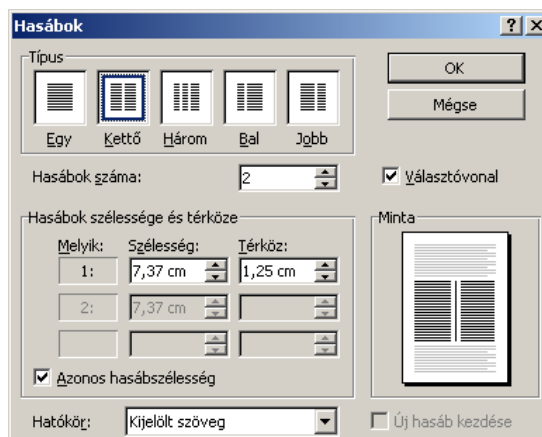 Hasábok
Típus
OK
Mégse
Egy Kettő Három Bal Jobb
Hasábok száma: 2
Választóvonal
Hasábok szélessége és térköze
Minta
Melyik: Szélesség: Térköz:
1: 7,37 cm 1,25 cm
2: 7,37 cm
Azonos hasábszélesség
Hatókör: Kijelölt szöveg
Új hasáb kezdése